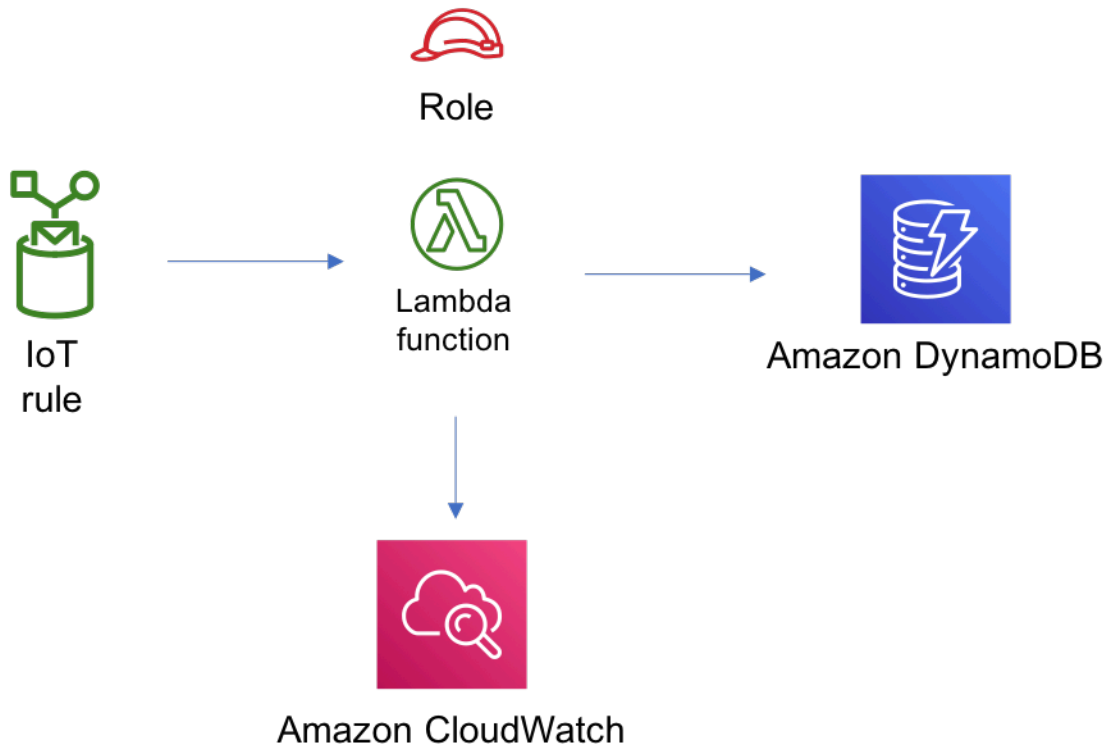 Role
IoT
rule
Lambda
function
Amazon DynamoDB
Amazon CloudWatch